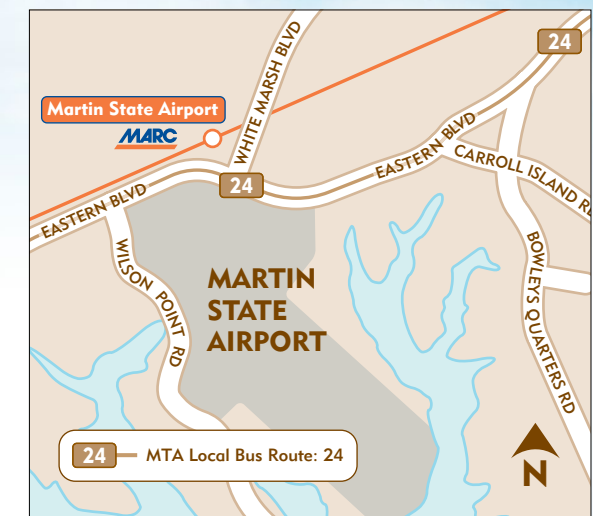 24
WHITE MARSH BLVD
Martin State Airport
MARC
EASTERN BLVD
CARROLL ISLAND RD
24
EASTERN BLVD
WILSON POINT RD
BOWLEYS QUARTERS RD
MARTIN
STATE
AIRPORT
24 MTA Local Bus Route: 24
N